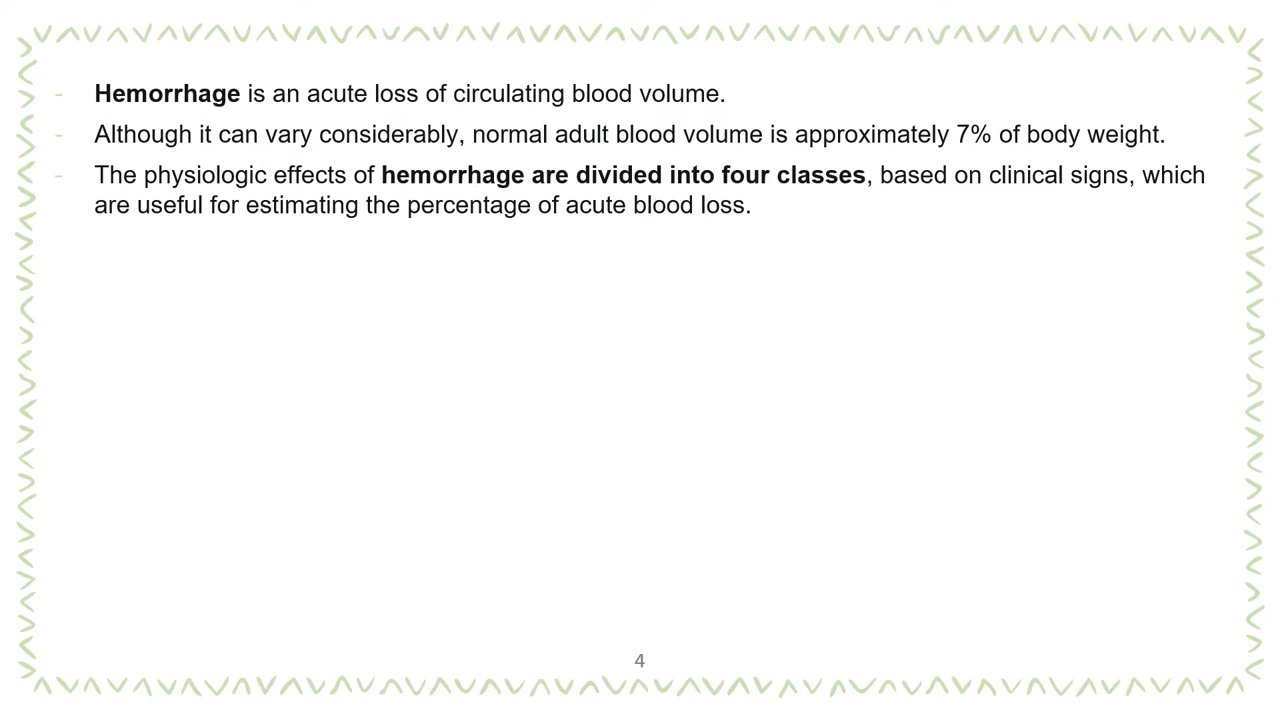 - Hemorrhage is an acute loss of circulating blood volume.
- Although it can vary considerably, normal adult blood volume is approximately 7% of body weight.
- The physiologic effects of hemorrhage are divided into four classes, based on clinical signs, which
are useful for estimating the percentage of acute blood loss.
4